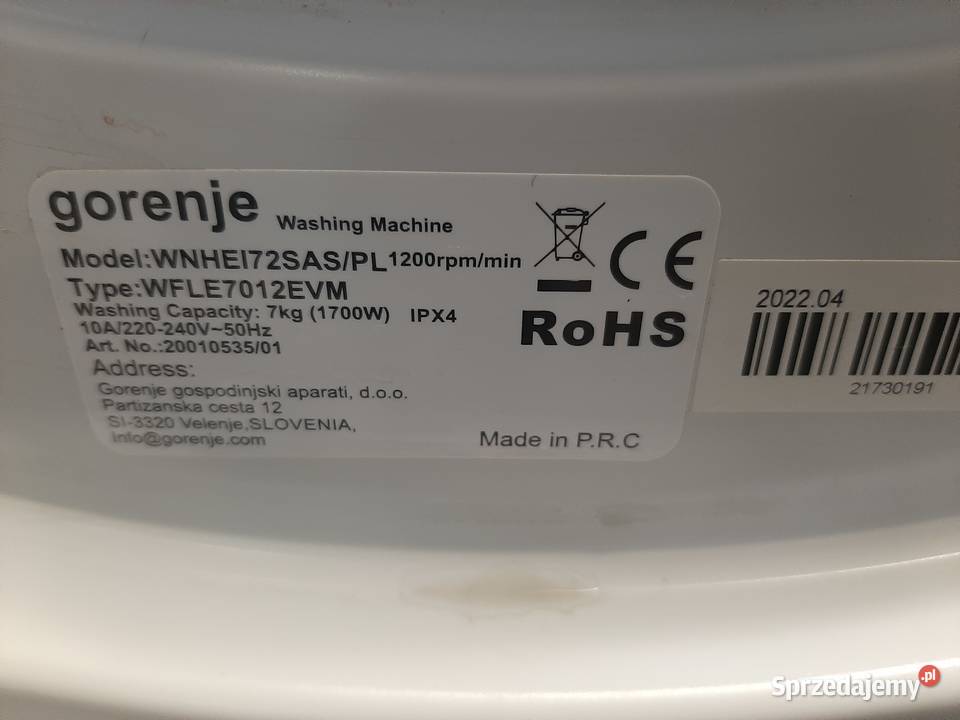 gorenje Washing Machine
Model:WNHEI72SAS/PL 1200rpm/min
Type:WFLE7012EVM
Washing Capacity: 7kg (1700W) IPX4
10A/220-240V~50Hz
Art. No.:20010535/01
Address:
Gorenje gospodinjski aparati, d.o.o.
Partizanska cesta 12
SI-3320 Velenje,SLOVENIA,
info@gorenje.com
Made in P.R.C
CE
RoHS
2022.04
21730191
Sprzedajemy.pl